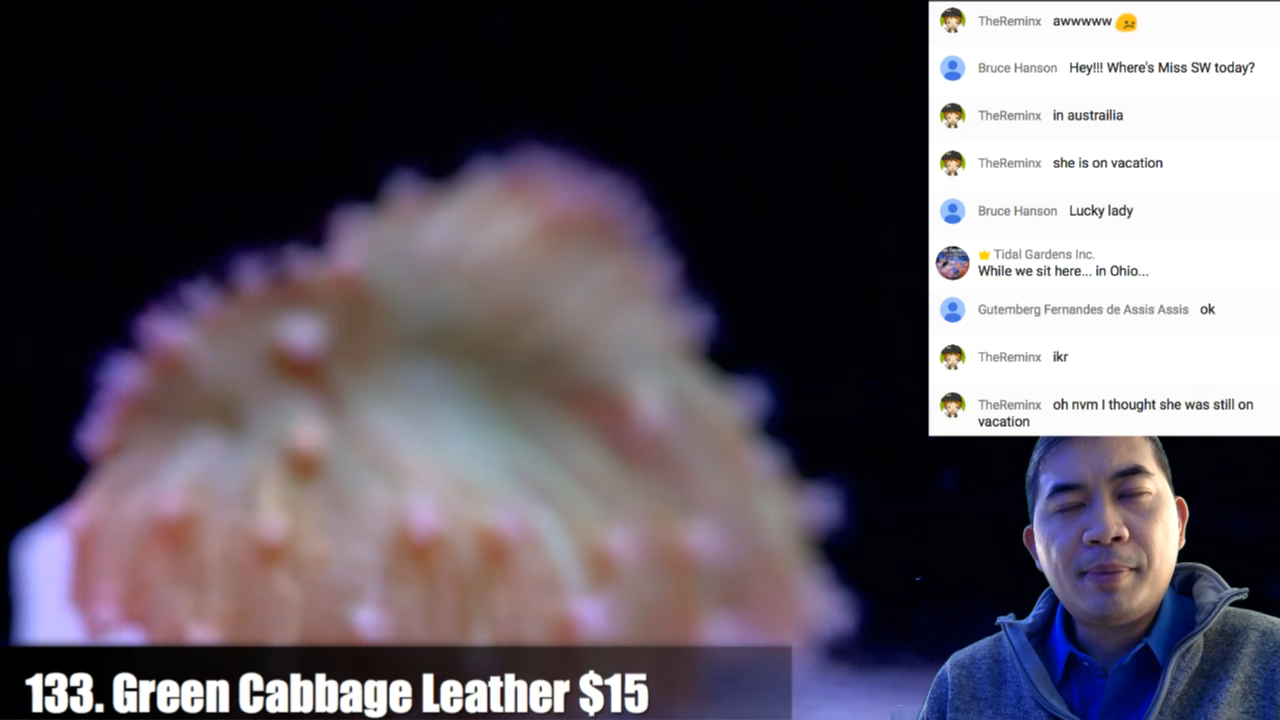 TheReminx awwwww
Bruce Hanson Hey!!! Where's Miss SW today?
TheReminx in austrailia
TheReminx she is on vacation
Bruce Hanson Lucky lady
Tidal Gardens Inc.
While we sit here... in Ohio...
Gutemberg Fernandes de Assis Assis ok
TheReminx ikr
TheReminx oh nvm I thought she was still on
vacation
133. Green Cabbage Leather $15